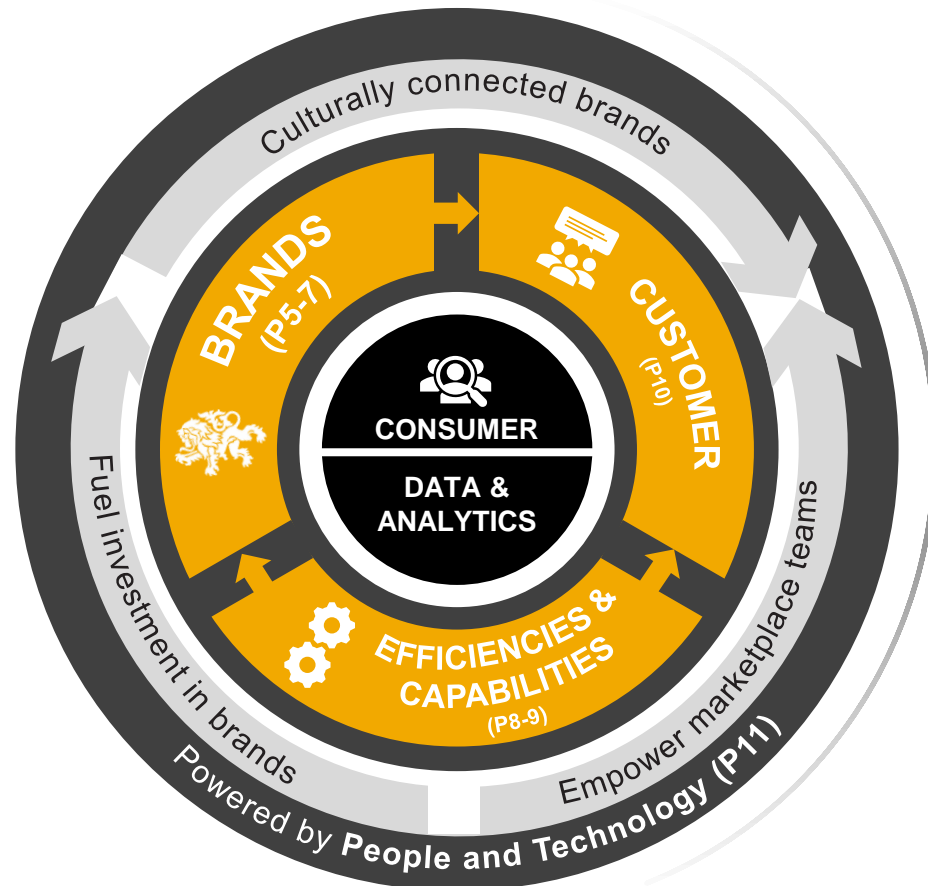 Culturally connected brands
BRANDS
(P5-7)
CUSTOMER
(P10)
CONSUMER
DATA &
ANALYTICS
EFFICIENCIES &
CAPABILITIES
(P8-9)
Fuel investment in brands
Empower marketplace teams
Powered by People and Technology (P11)